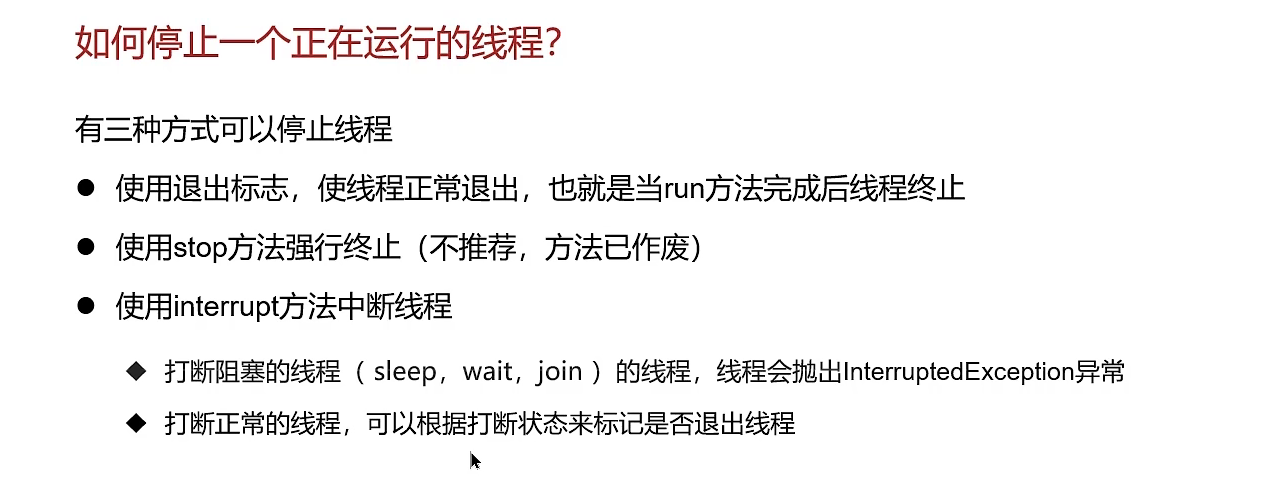 如何停止一个正在运行的线程?
有三种方式可以停止线程
● 使用退出标志，使线程正常退出，也就是当run方法完成后线程终止
● 使用stop方法强行终止（不推荐，方法已作废）
● 使用interrupt方法中断线程
◆ 打断阻塞的线程（ sleep，wait，join ）的线程，线程会抛出InterruptedException异常
◆ 打断正常的线程，可以根据打断状态来标记是否退出线程